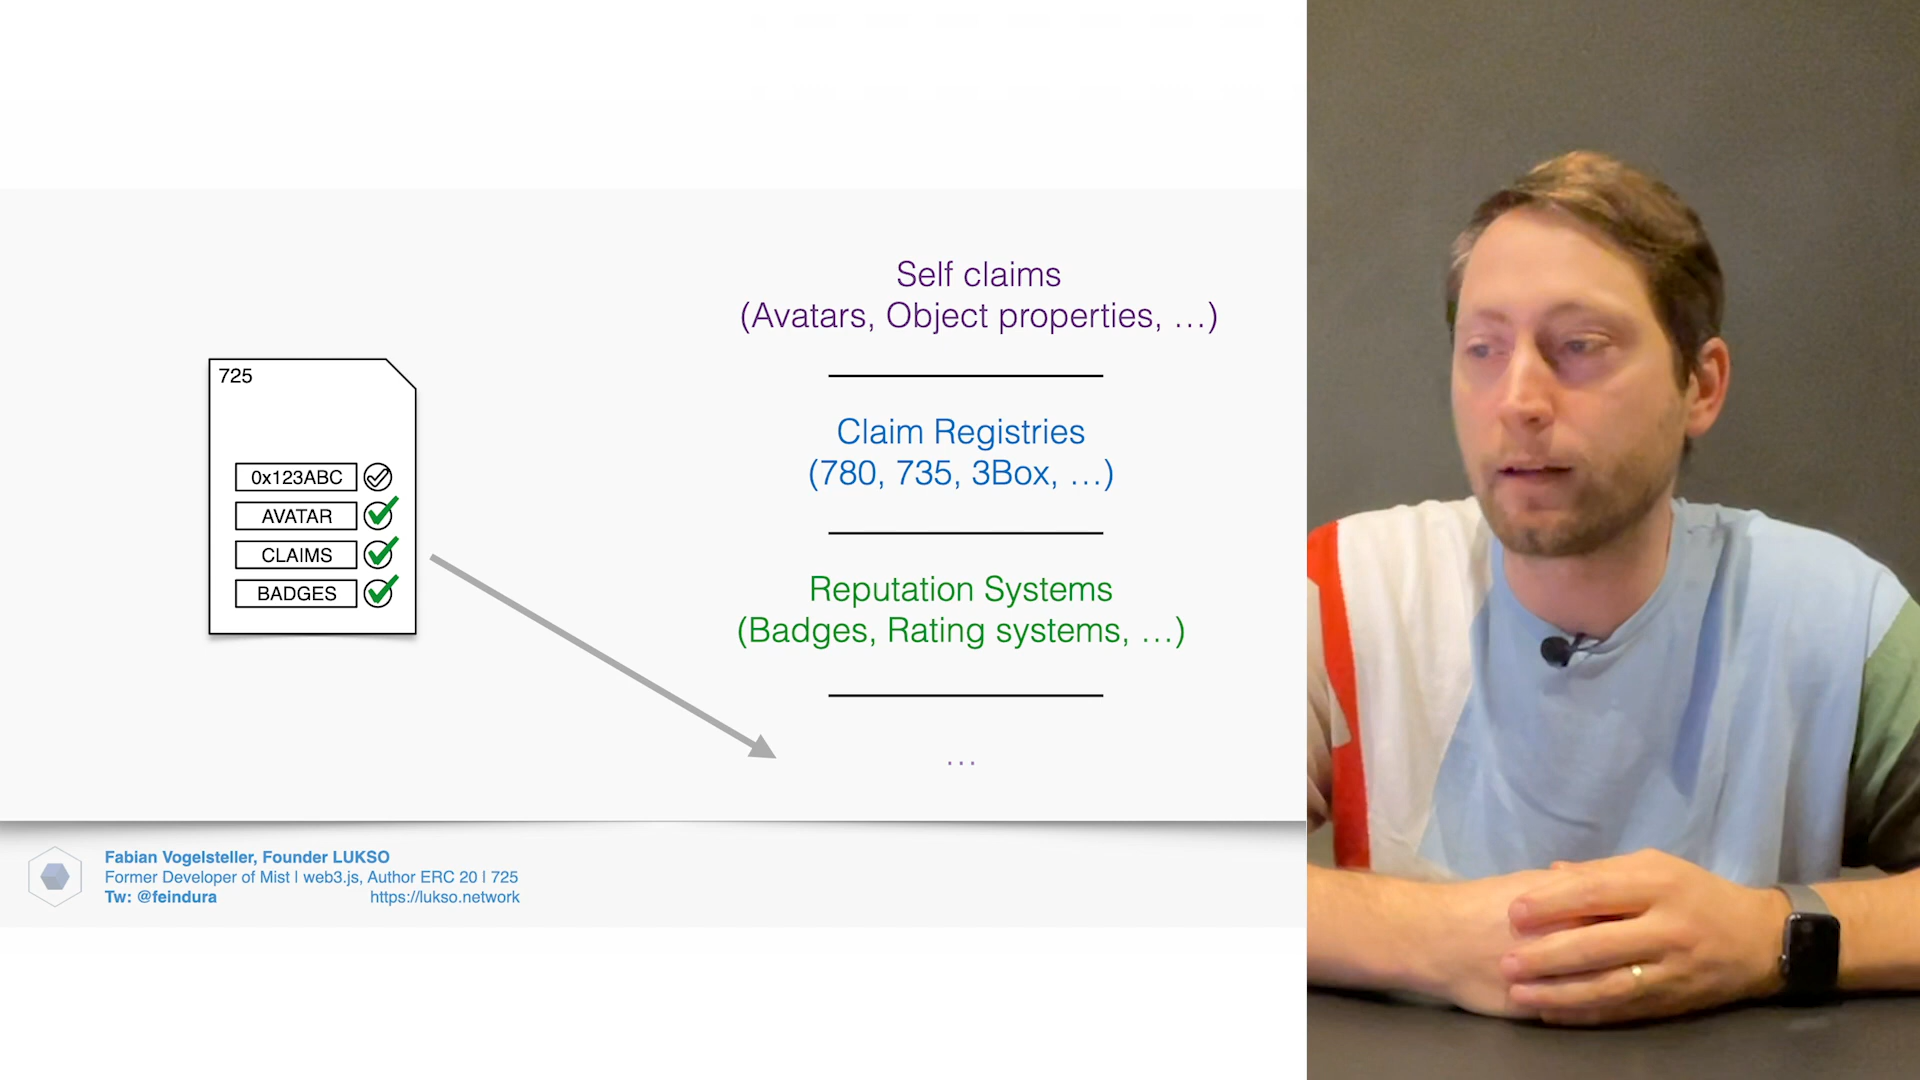 725
0x123ABC
AVATAR
CLAIMS
BADGES
Self claims
(Avatars, Object properties, …)
Claim Registries
(780, 735, 3Box, …)
Reputation Systems
(Badges, Rating systems, …)
…
Fabian Vogelsteller, Founder LUKSO
Former Developer of Mist | web3.js, Author ERC 20 | 725
Tw: @feindura https://lukso.network